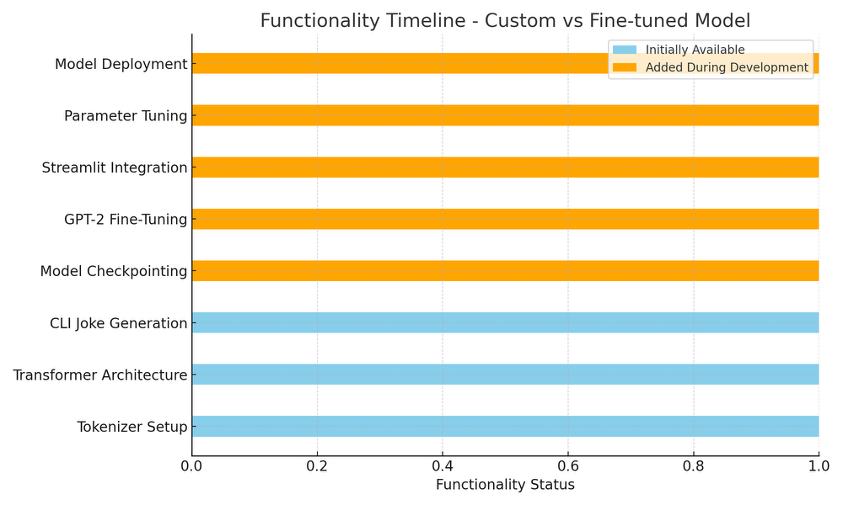 Functionality Timeline - Custom vs Fine-tuned Model
Initially Available
Added During Development
Model Deployment
Parameter Tuning
Streamlit Integration
GPT-2 Fine-Tuning
Model Checkpointing
CLI Joke Generation
Transformer Architecture
Tokenizer Setup
0.0 0.2 0.4 0.6 0.8 1.0
Functionality Status